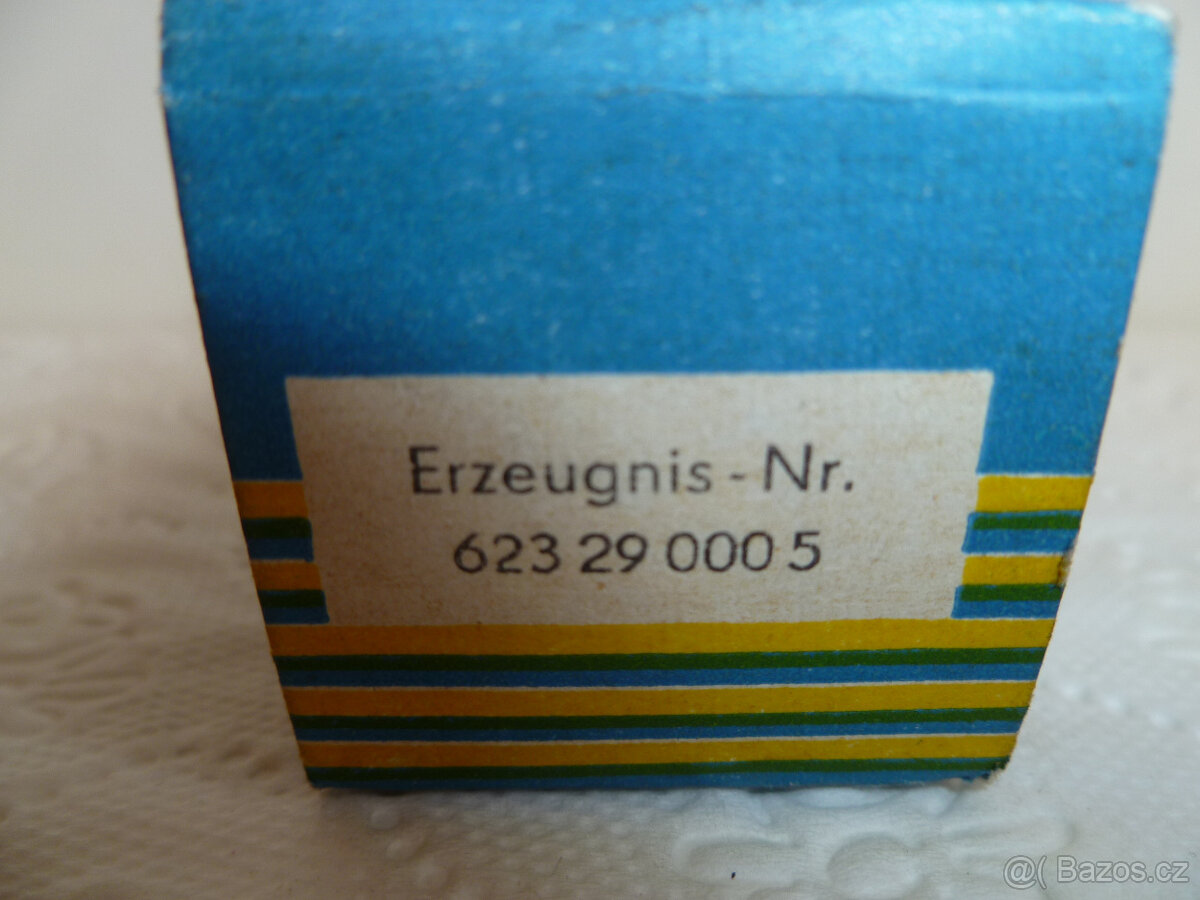 Erzeugnis - Nr.
623 29 000 5
@( Bazos.cz